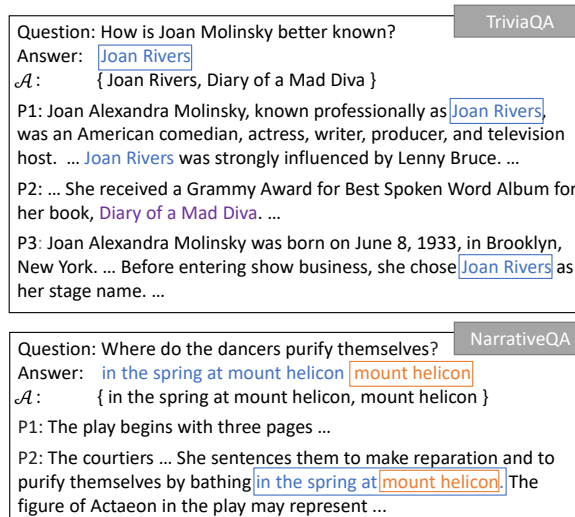 TriviaQA
Question: How is Joan Molinsky better known?
Answer: Joan Rivers
𝒜: { Joan Rivers, Diary of a Mad Diva }
P1: Joan Alexandra Molinsky, known professionally as Joan Rivers,
was an American comedian, actress, writer, producer, and television
host. ... Joan Rivers was strongly influenced by Lenny Bruce. ...
P2: ... She received a Grammy Award for Best Spoken Word Album for
her book, Diary of a Mad Diva. ...
P3: Joan Alexandra Molinsky was born on June 8, 1933, in Brooklyn,
New York. ... Before entering show business, she chose Joan Rivers as
her stage name. ...
NarrativeQA
Question: Where do the dancers purify themselves?
Answer: in the spring at mount helicon mount helicon
𝒜: { in the spring at mount helicon, mount helicon }
P1: The play begins with three pages ...
P2: The courtiers ... She sentences them to make reparation and to
purify themselves by bathing in the spring at mount helicon. The
figure of Actaeon in the play may represent ...